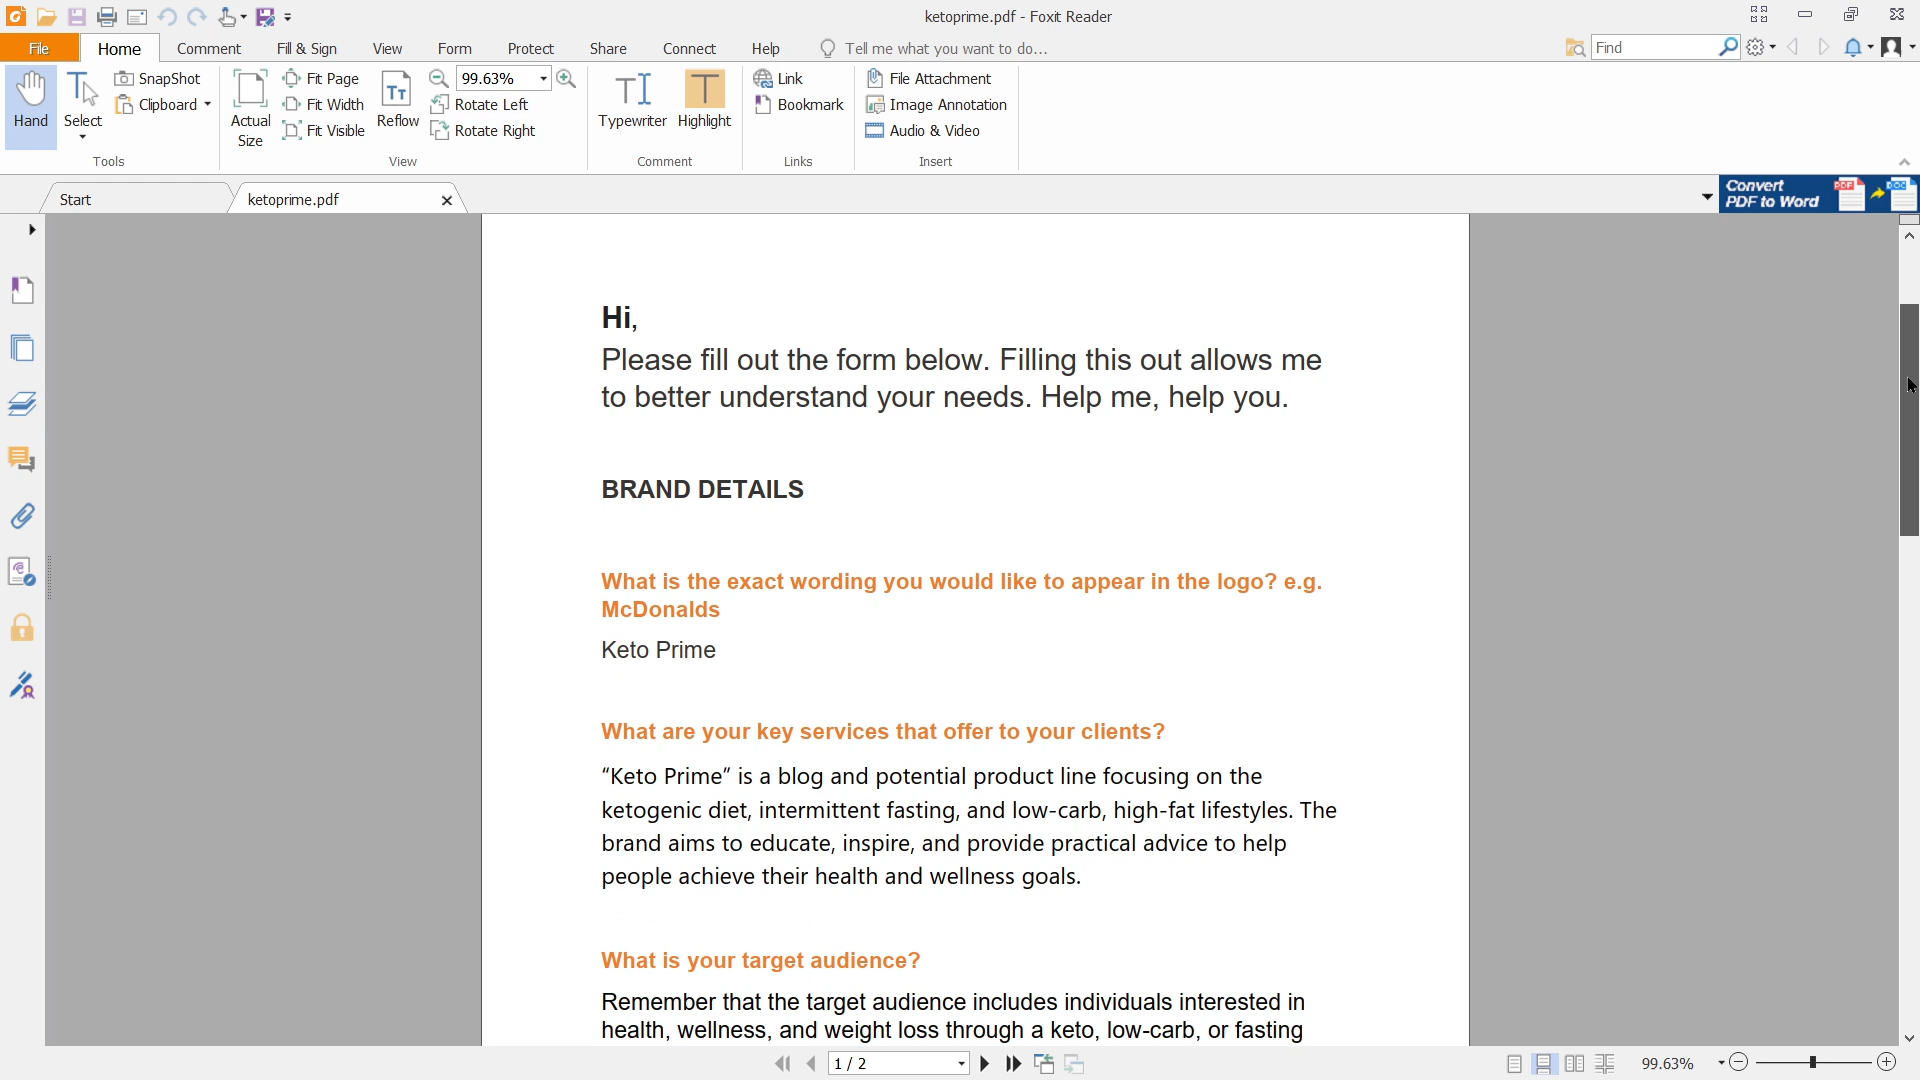 ketoprime.pdf - Foxit Reader
File Home Comment Fill & Sign View Form Protect Share Connect Help Tell me what you want to do... Find
Hand
Select
SnapShot
Clipboard
Tools
Actual
Size
Fit Page
Fit Width
Fit Visible
Reflow
99.63%
Rotate Left
Rotate Right
View
Typewriter
Highlight
Comment
Link
Bookmark
Links
File Attachment
Image Annotation
Audio & Video
Insert
Start
ketoprime.pdf
Convert
PDF to Word
PDF
DOC
Hi,
Please fill out the form below. Filling this out allows me
to better understand your needs. Help me, help you.
BRAND DETAILS
What is the exact wording you would like to appear in the logo? e.g.
McDonalds
Keto Prime
What are your key services that offer to your clients?
“Keto Prime” is a blog and potential product line focusing on the
ketogenic diet, intermittent fasting, and low-carb, high-fat lifestyles. The
brand aims to educate, inspire, and provide practical advice to help
people achieve their health and wellness goals.
What is your target audience?
Remember that the target audience includes individuals interested in
health, wellness, and weight loss through a keto, low-carb, or fasting
1 / 2
99.63%